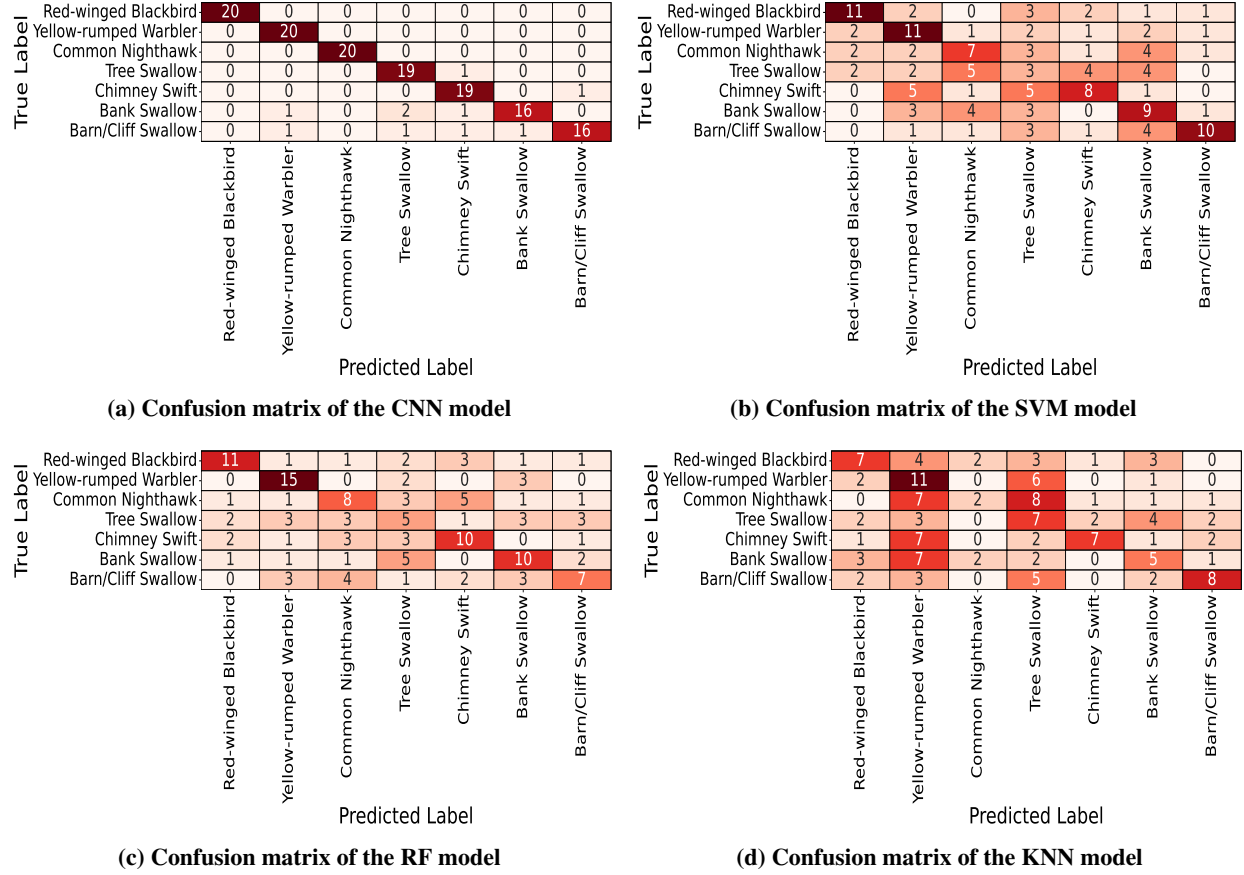 True Label
Red-winged Blackbird 20 0 0 0 0 0 0
Yellow-rumped Warbler 0 20 0 0 0 0 0
Common Nighthawk 0 0 20 0 0 0 0
Tree Swallow 0 0 0 19 1 0 0
Chimney Swift 0 0 0 0 19 0 1
Bank Swallow 0 1 0 2 1 16 0
Barn/Cliff Swallow 0 1 0 1 1 1 16
Red-winged Blackbird
Yellow-rumped Warbler
Common Nighthawk
Tree Swallow
Chimney Swift
Bank Swallow
Barn/Cliff Swallow
Predicted Label
(a) Confusion matrix of the CNN model
True Label
Red-winged Blackbird 11 2 0 3 2 1 1
Yellow-rumped Warbler 2 11 1 2 1 2 1
Common Nighthawk 2 2 7 3 1 4 1
Tree Swallow 2 2 5 3 4 4 0
Chimney Swift 0 5 1 5 8 1 0
Bank Swallow 0 3 4 3 0 9 1
Barn/Cliff Swallow 0 1 1 3 1 4 10
Red-winged Blackbird
Yellow-rumped Warbler
Common Nighthawk
Tree Swallow
Chimney Swift
Bank Swallow
Barn/Cliff Swallow
Predicted Label
(b) Confusion matrix of the SVM model
True Label
Red-winged Blackbird 11 1 1 2 3 1 1
Yellow-rumped Warbler 0 15 0 2 0 3 0
Common Nighthawk 1 1 8 3 5 1 1
Tree Swallow 2 3 3 5 1 3 3
Chimney Swift 2 1 3 3 10 0 1
Bank Swallow 1 1 1 5 0 10 2
Barn/Cliff Swallow 0 3 4 1 2 3 7
Red-winged Blackbird
Yellow-rumped Warbler
Common Nighthawk
Tree Swallow
Chimney Swift
Bank Swallow
Barn/Cliff Swallow
Predicted Label
(c) Confusion matrix of the RF model
True Label
Red-winged Blackbird 7 4 2 3 1 3 0
Yellow-rumped Warbler 2 11 0 6 0 1 0
Common Nighthawk 0 7 2 8 1 1 1
Tree Swallow 2 3 0 7 2 4 2
Chimney Swift 1 7 0 2 7 1 2
Bank Swallow 3 7 2 2 0 5 1
Barn/Cliff Swallow 2 3 0 5 0 2 8
Red-winged Blackbird
Yellow-rumped Warbler
Common Nighthawk
Tree Swallow
Chimney Swift
Bank Swallow
Barn/Cliff Swallow
Predicted Label
(d) Confusion matrix of the KNN model